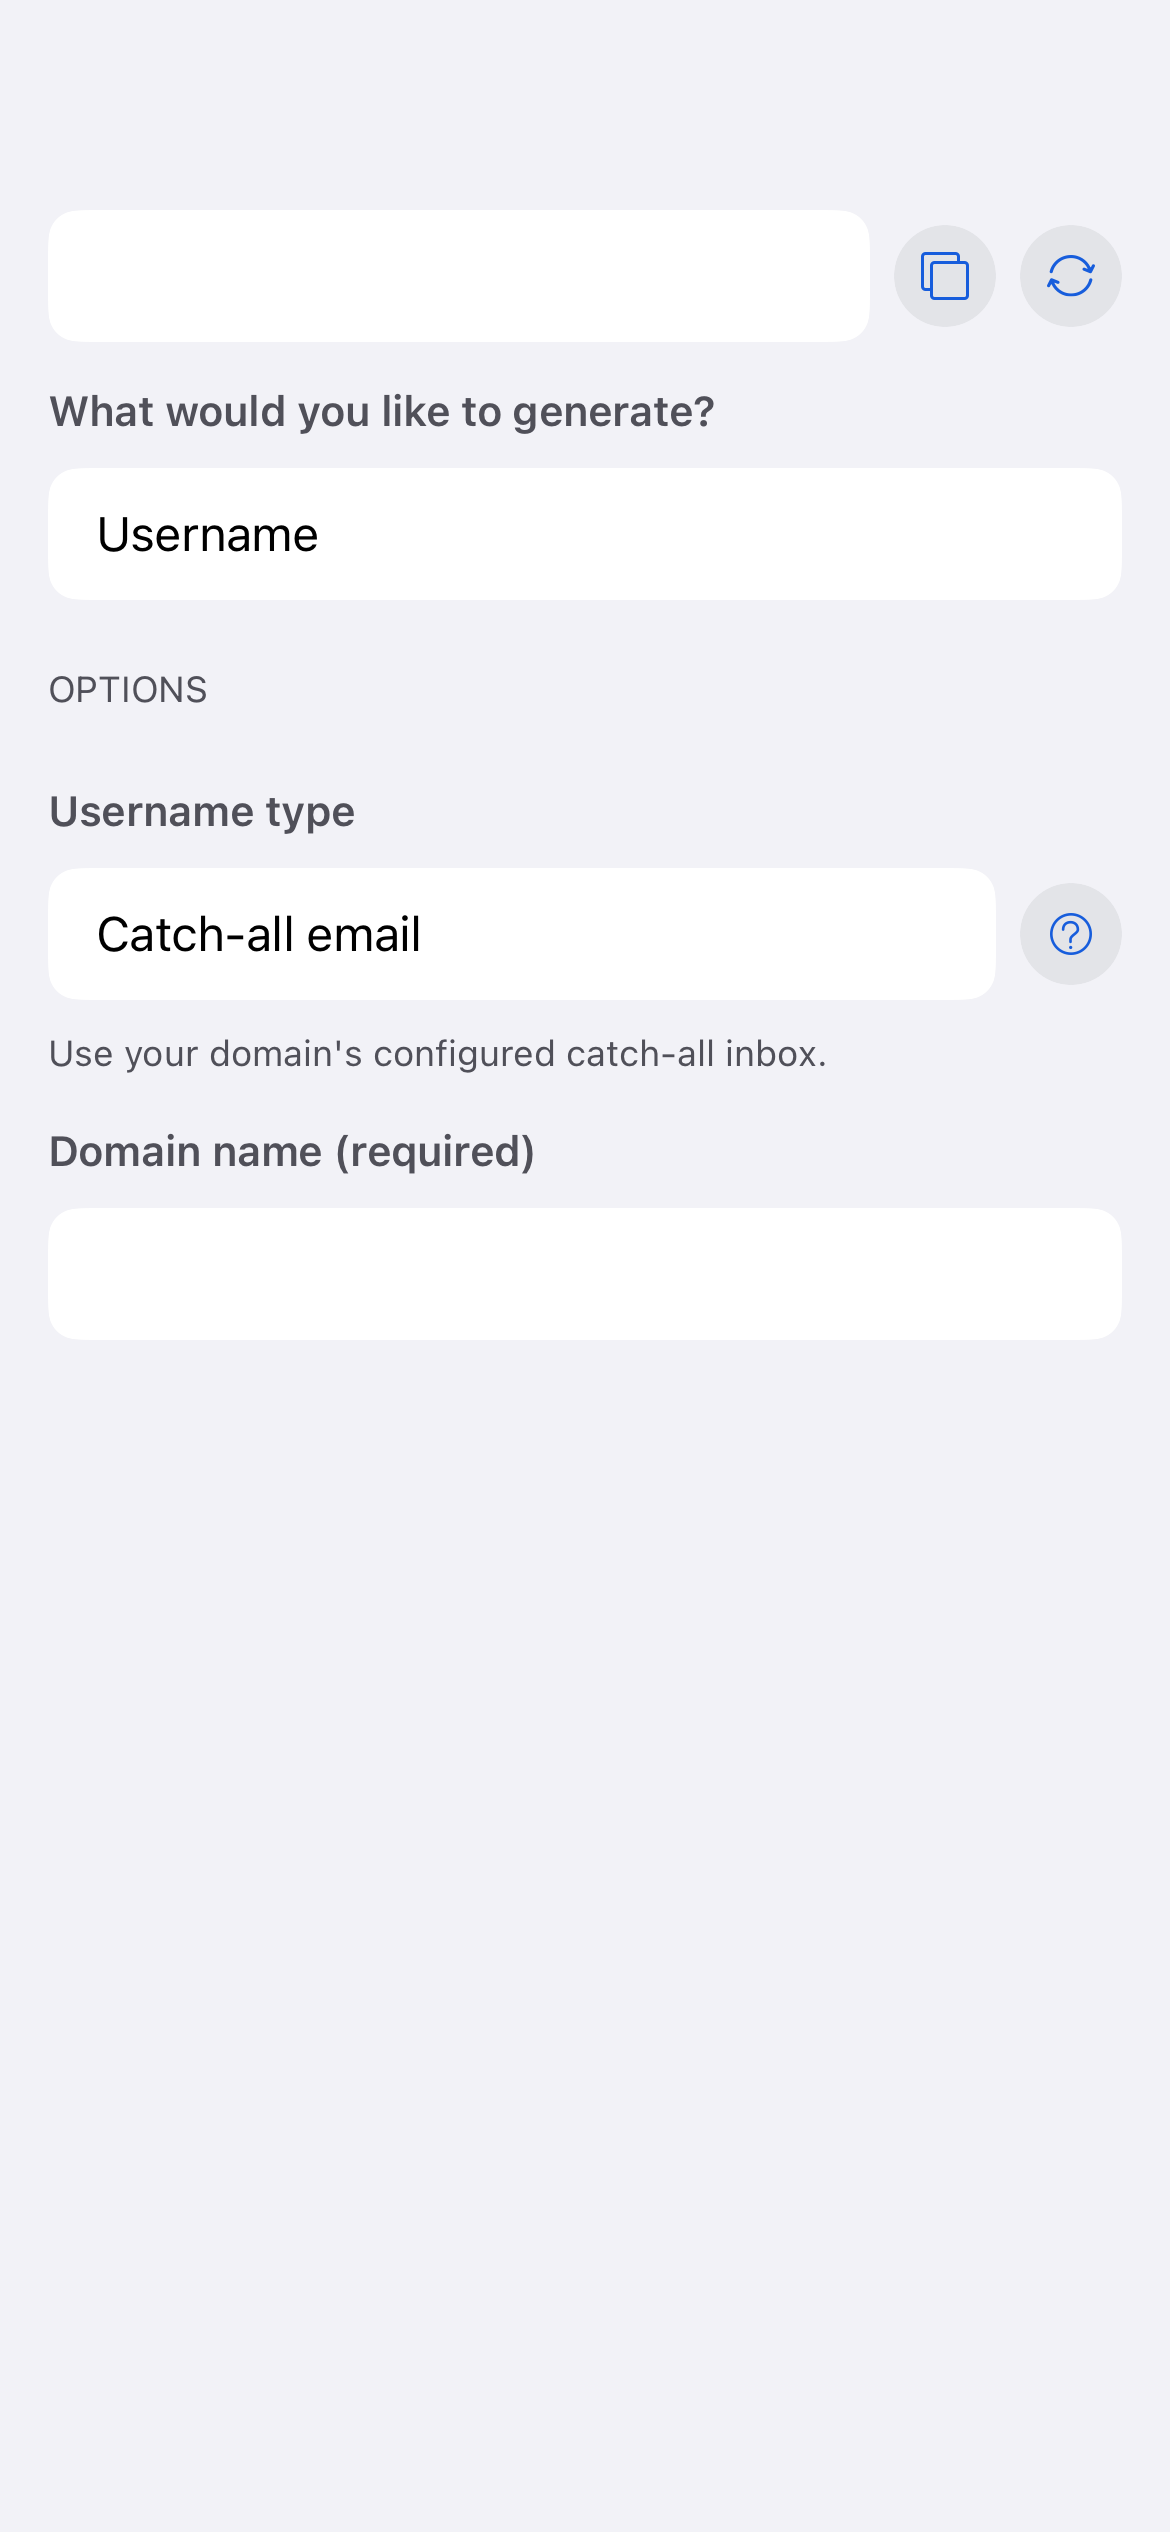 What would you like to generate?
Username
OPTIONS
Username type
Catch-all email
Use your domain's configured catch-all inbox.
Domain name (required)